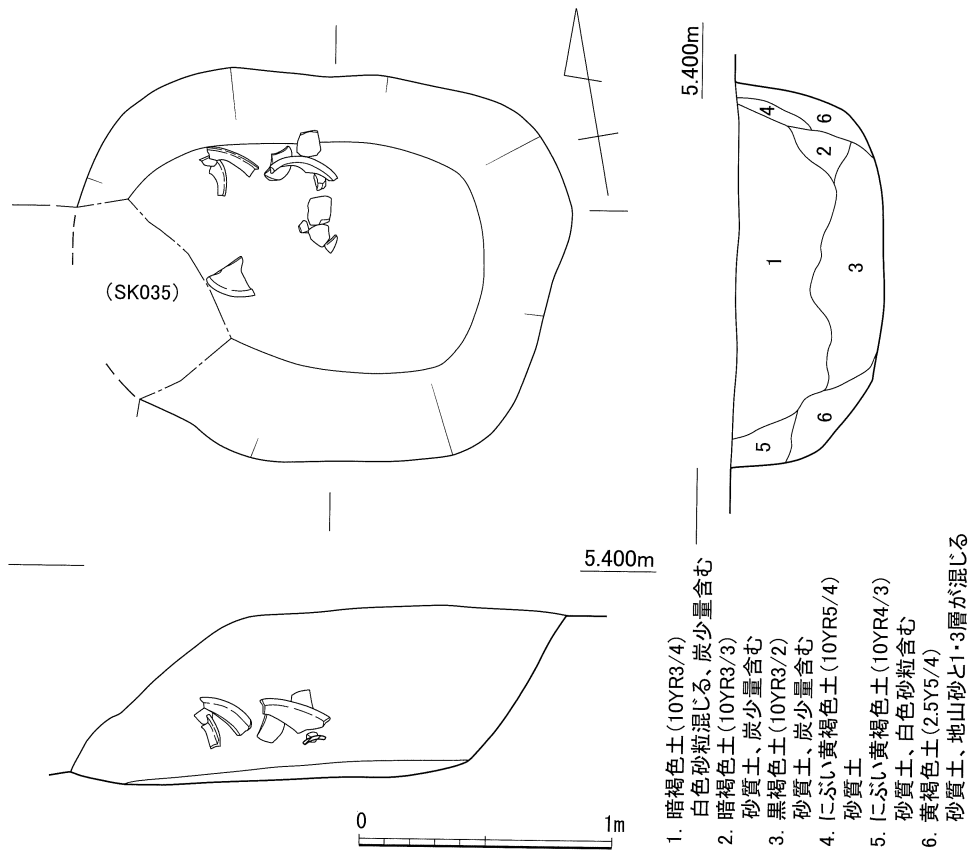 5.400m
4
6
2
1
3
6
5
(SK035)
5.400m
0 1m
1. 暗褐色土(10YR3/4)
白色砂粒混じる、炭少量含む
2. 暗褐色土(10YR3/3)
砂質土、炭少量含む
3. 黒褐色土(10YR3/2)
砂質土、炭少量含む
4. にぶい黄褐色土(10YR5/4)
砂質土
5. にぶい黄褐色土(10YR4/3)
砂質土、白色砂粒含む
6. 黄褐色土(2.5Y5/4)
砂質土、地山砂と1・3層が混じる